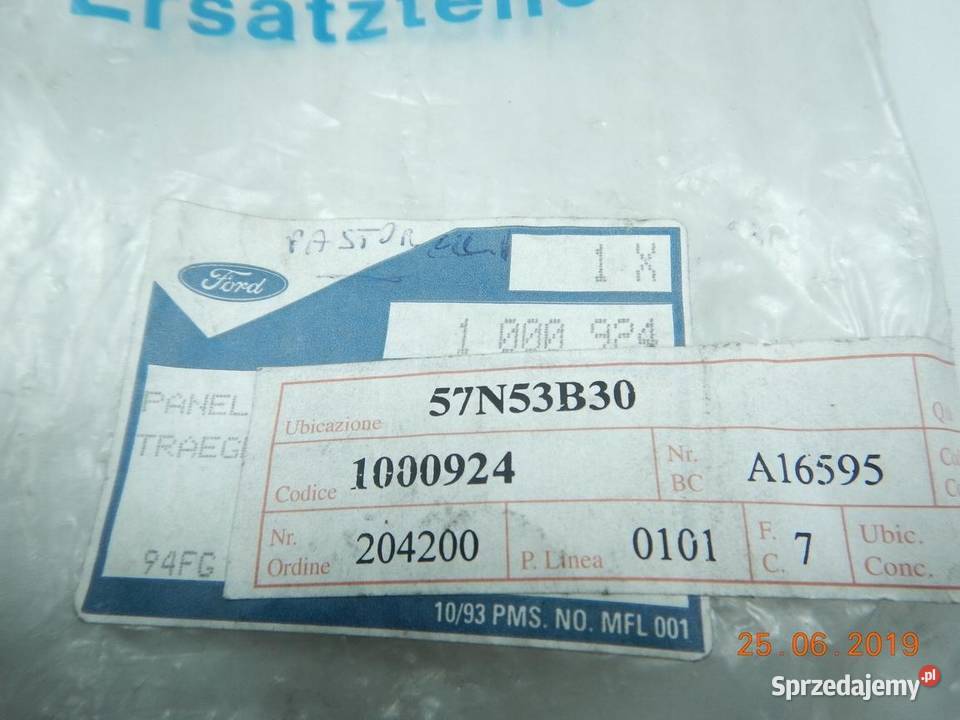 Ersatzteile
PASTOR
Ford
1 X
1 000 924
PANEL
TRAEG
94FG
57N53B30
Ubicazione
Codice 1000924
Nr. BC A16595
Nr. Ordine 204200
P. Linea 0101
F. C. 7
Ubic. Conc.
10/93 PMS. NO. MFL 001
25.06.2019
Sprzedajemy.pl